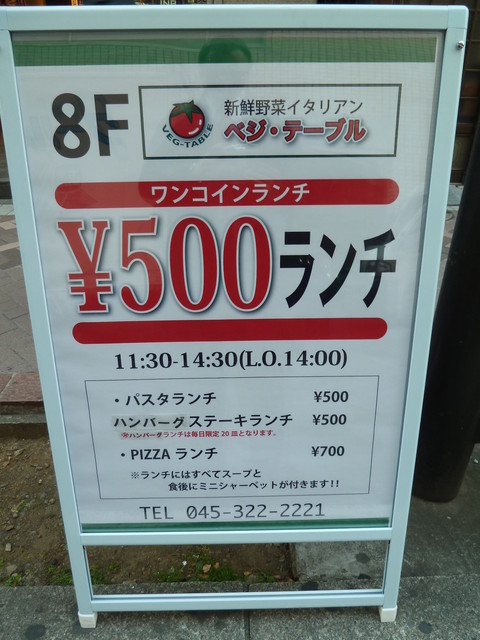 8F
VEG-TABLE
新鮮野菜イタリアン
ベジ・テーブル
ワンコインランチ
¥500ランチ
11:30-14:30(L.O.14:00)
・パスタランチ ¥500
ハンバーグステーキランチ ¥500
※ハンバーグランチは毎日限定20皿となります。
・PIZZA ランチ ¥700
※ランチにはすべてスープと
食後にミニシャーベットが付きます!!
TEL 045-322-2221